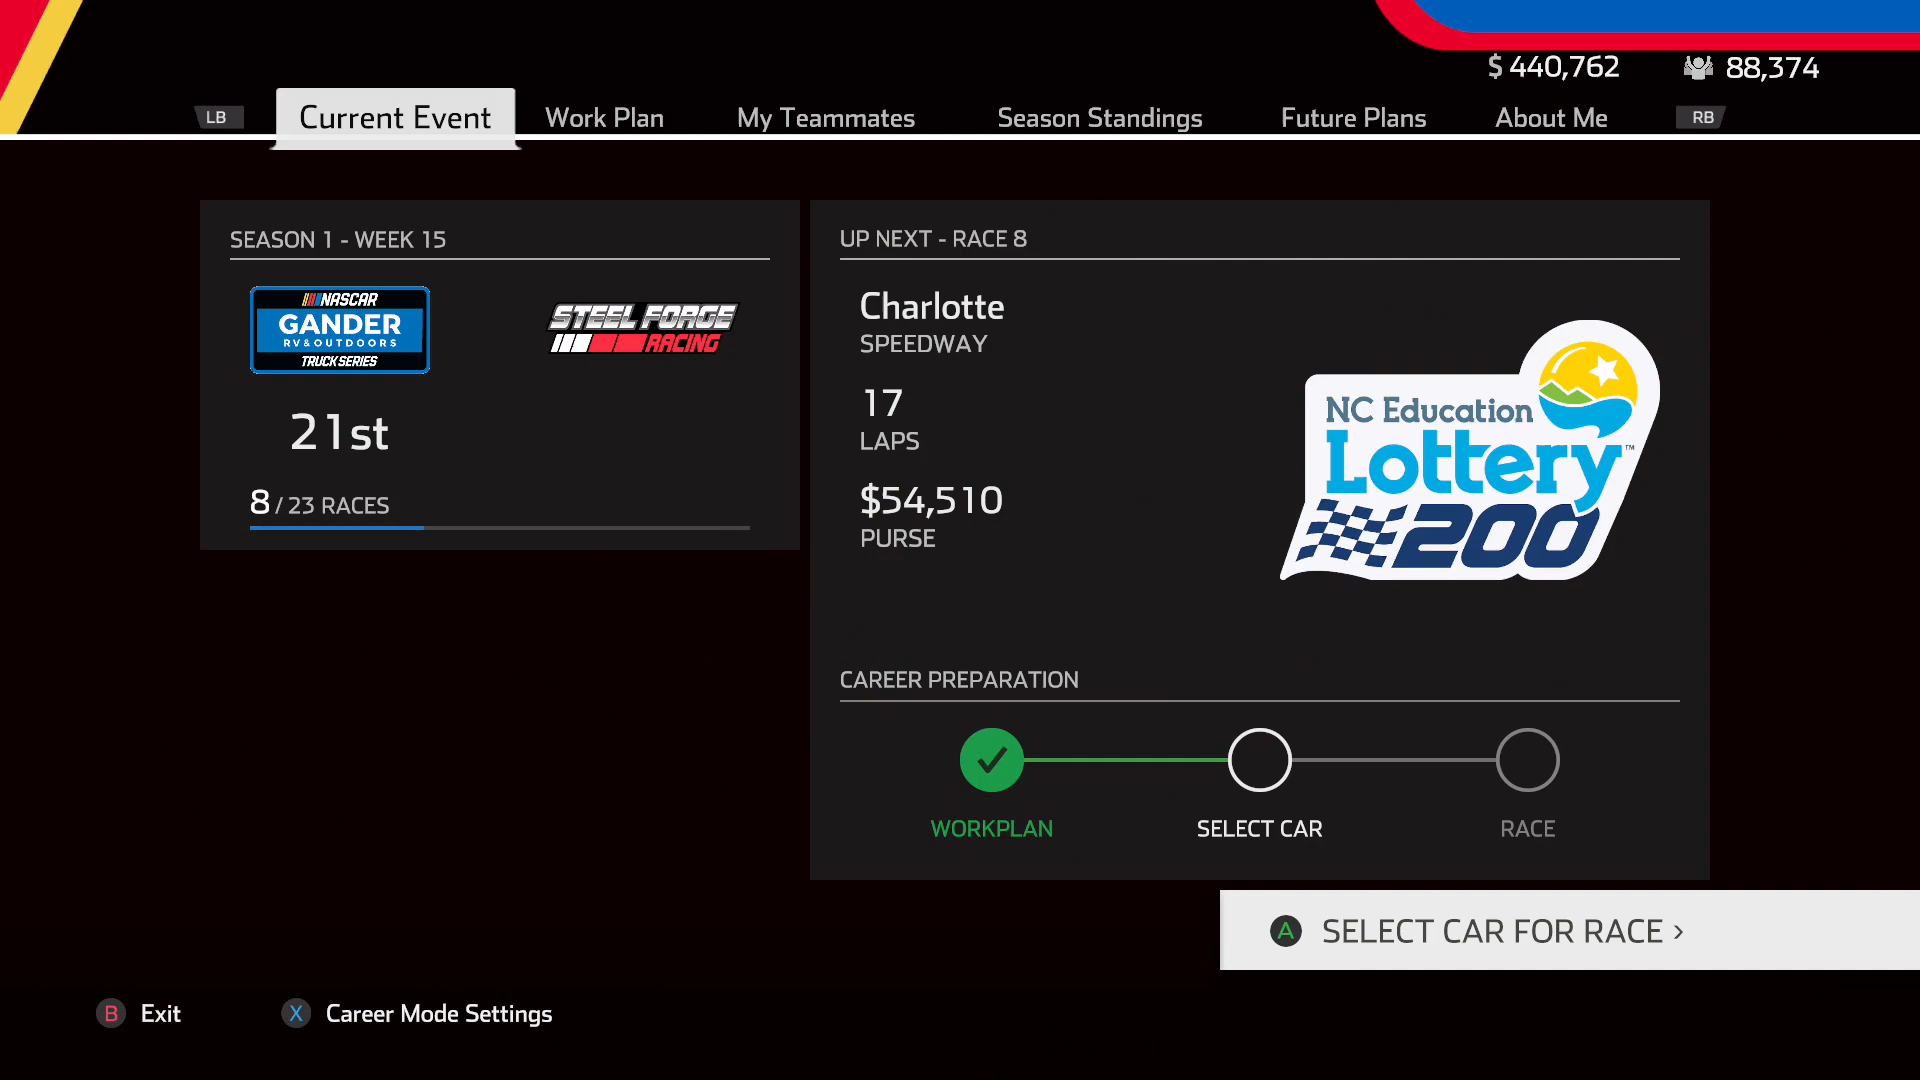 $ 440,762 88,374
LB Current Event Work Plan My Teammates Season Standings Future Plans About Me RB
SEASON 1 - WEEK 15
NASCAR
GANDER
RV & OUTDOORS
TRUCK SERIES
STEEL FORGE
RACING
21st
8 / 23 RACES
UP NEXT - RACE 8
Charlotte
SPEEDWAY
17
LAPS
$54,510
PURSE
NC Education
Lottery™
200
CAREER PREPARATION
WORKPLAN SELECT CAR RACE
A SELECT CAR FOR RACE ›
B Exit X Career Mode Settings